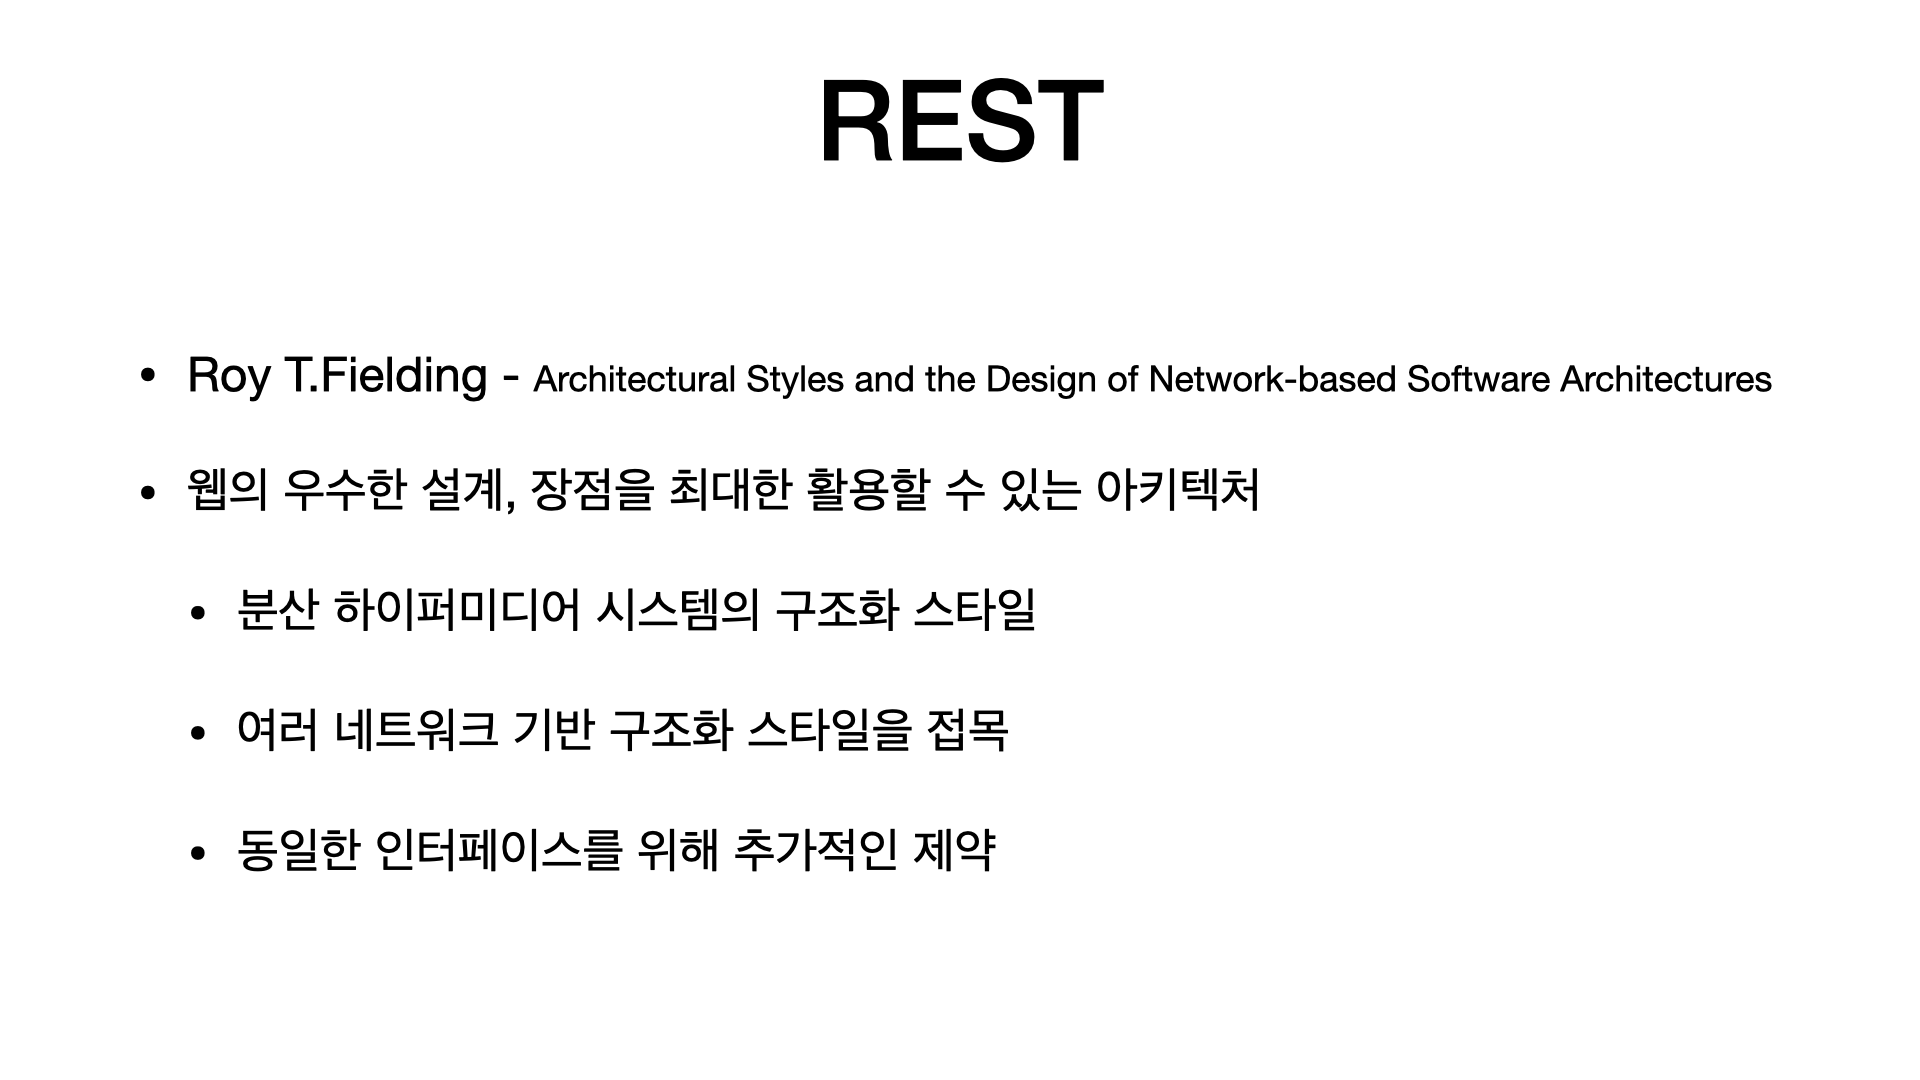 REST
• Roy T.Fielding - Architectural Styles and the Design of Network-based Software Architectures
• 웹의 우수한 설계, 장점을 최대한 활용할 수 있는 아키텍처
• 분산 하이퍼미디어 시스템의 구조화 스타일
• 여러 네트워크 기반 구조화 스타일을 접목
• 동일한 인터페이스를 위해 추가적인 제약